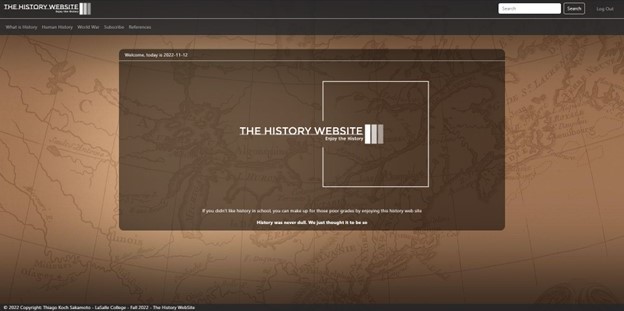 THE.HISTORY.WEBSITE
Enjoy the History
Search
Search
Log Out
What is History
Human History
World War
Subscribe
References
Welcome, today is 2022-11-12
THE HISTORY WEBSITE
Enjoy the History
If you didn't like history in school, you can make up for those poor grades by enjoying this history web site
History was never dull. We just thought it to be so
© 2022 Copyright: Thiago Koch Sakamoto - LaSalle College - Fall 2022 - The History WebSite